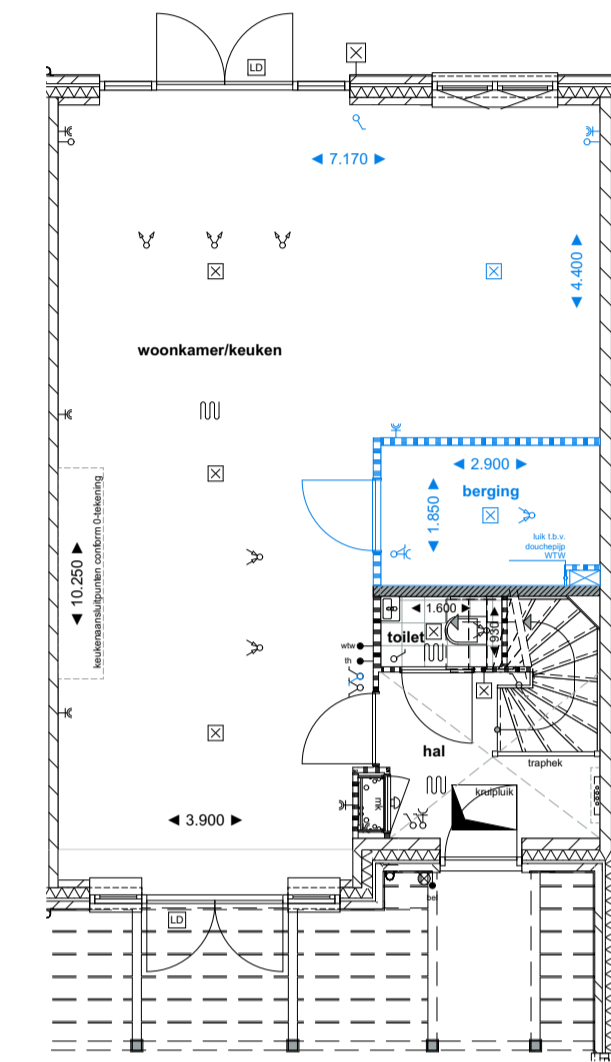 LD
7.170
4.400
woonkamer/keuken
2.900
berging
1.850
luik t.b.v.
douchepijp
WTW
keukenaansluitpunten conform 0-tekening
10.250
1.600
toilet
930
wtw
th
hal
traphek
kruipluik
mk
3.900
bel
LD